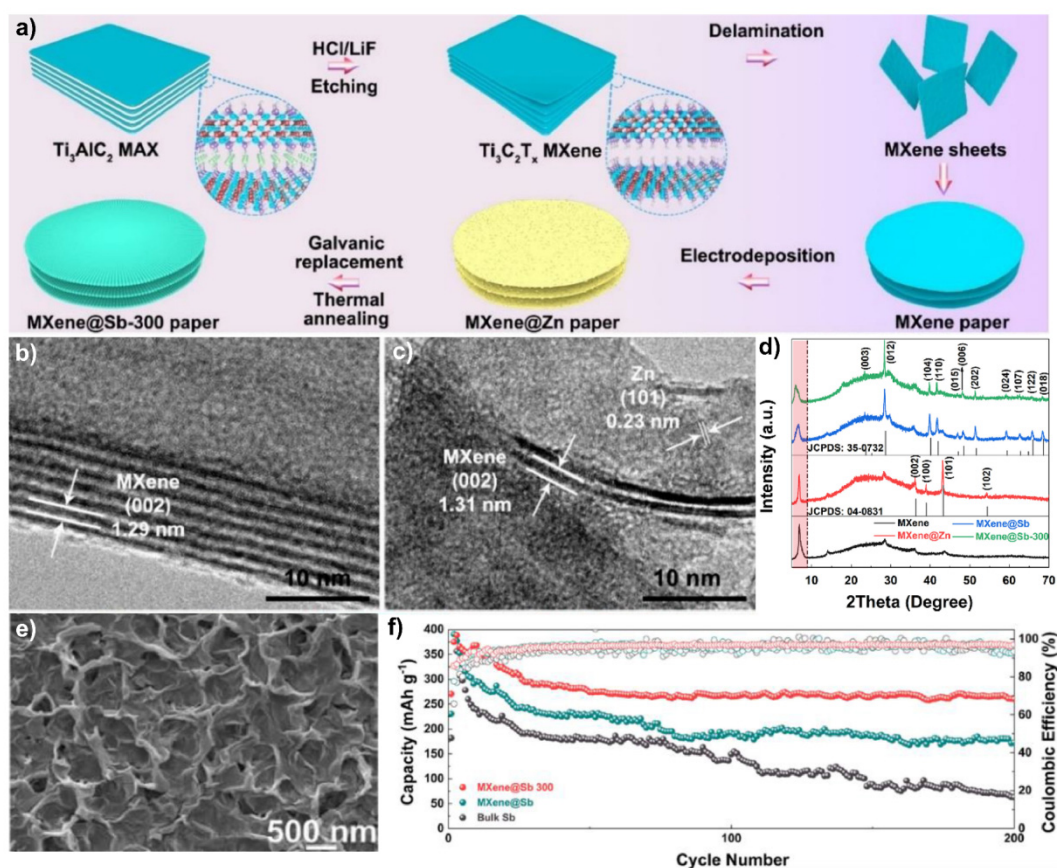 a)
HCl/LiF
Etching
Delamination
Ti₃AlC₂ MAX
Ti₃C₂Tₓ MXene
MXene sheets
Galvanic
replacement
Thermal
annealing
Electrodeposition
MXene@Sb-300 paper
MXene@Zn paper
MXene paper
b)
MXene
(002)
1.29 nm
10 nm
c)
Zn
(101)
0.23 nm
MXene
(002)
1.31 nm
10 nm
d)
Intensity (a.u.)
(003)
(012)
(104)
(110)
(015)
(006)
(202)
(024)
(107)
(122)
(018)
JCPDS: 35-0732
(002)
(100)
(101)
(102)
JCPDS: 04-0831
MXene
MXene@Sb
MXene@Zn
MXene@Sb-300
10 20 30 40 50 60 70
2Theta (Degree)
e)
500 nm
f)
Capacity (mAh g⁻¹)
400
350
300
250
200
150
100
50
0
Coulombic Efficiency (%)
100
80
60
40
20
0
MXene@Sb 300
MXene@Sb
Bulk Sb
0 100 200
Cycle Number